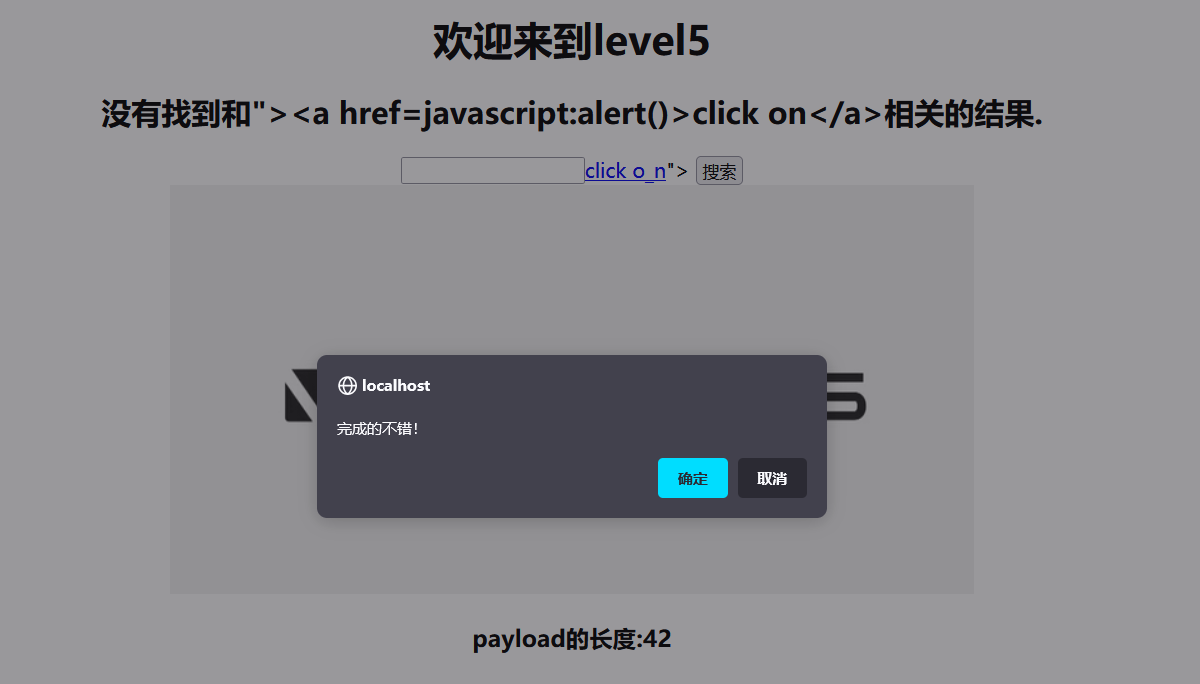 欢迎来到level5
没有找到和"><a href=javascript:alert()>click on</a>相关的结果.
click o_n"> 搜索
localhost
完成的不错！
确定 取消
payload的长度:42